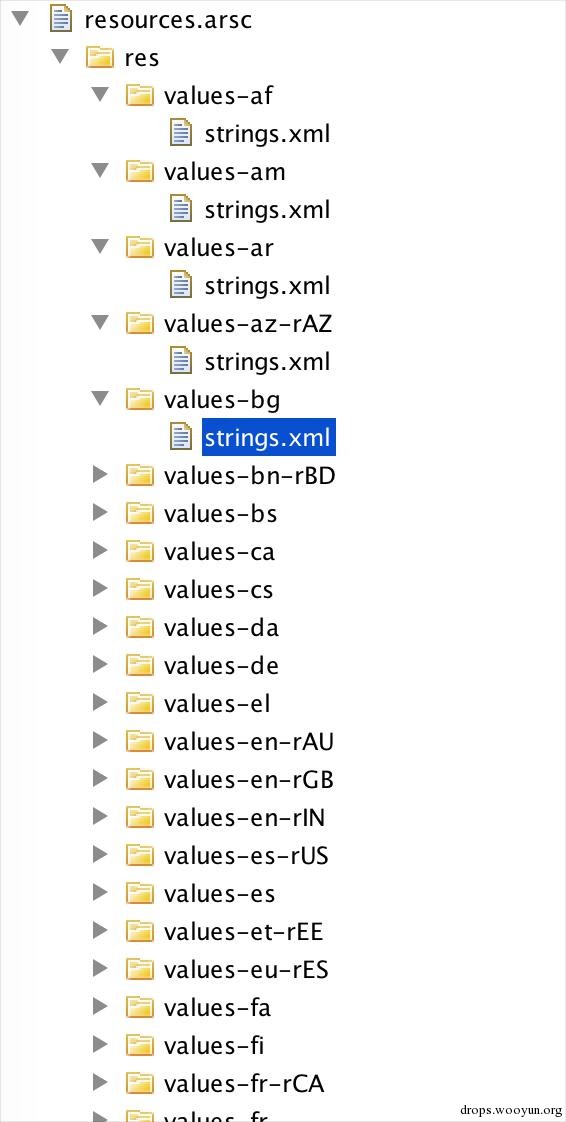 resources.arsc
res
values-af
strings.xml
values-am
strings.xml
values-ar
strings.xml
values-az-rAZ
strings.xml
values-bg
strings.xml
values-bn-rBD
values-bs
values-ca
values-cs
values-da
values-de
values-el
values-en-rAU
values-en-rGB
values-en-rIN
values-es-rUS
values-es
values-et-rEE
values-eu-rES
values-fa
values-fi
values-fr-rCA
values-fr
drops.wooyun.org